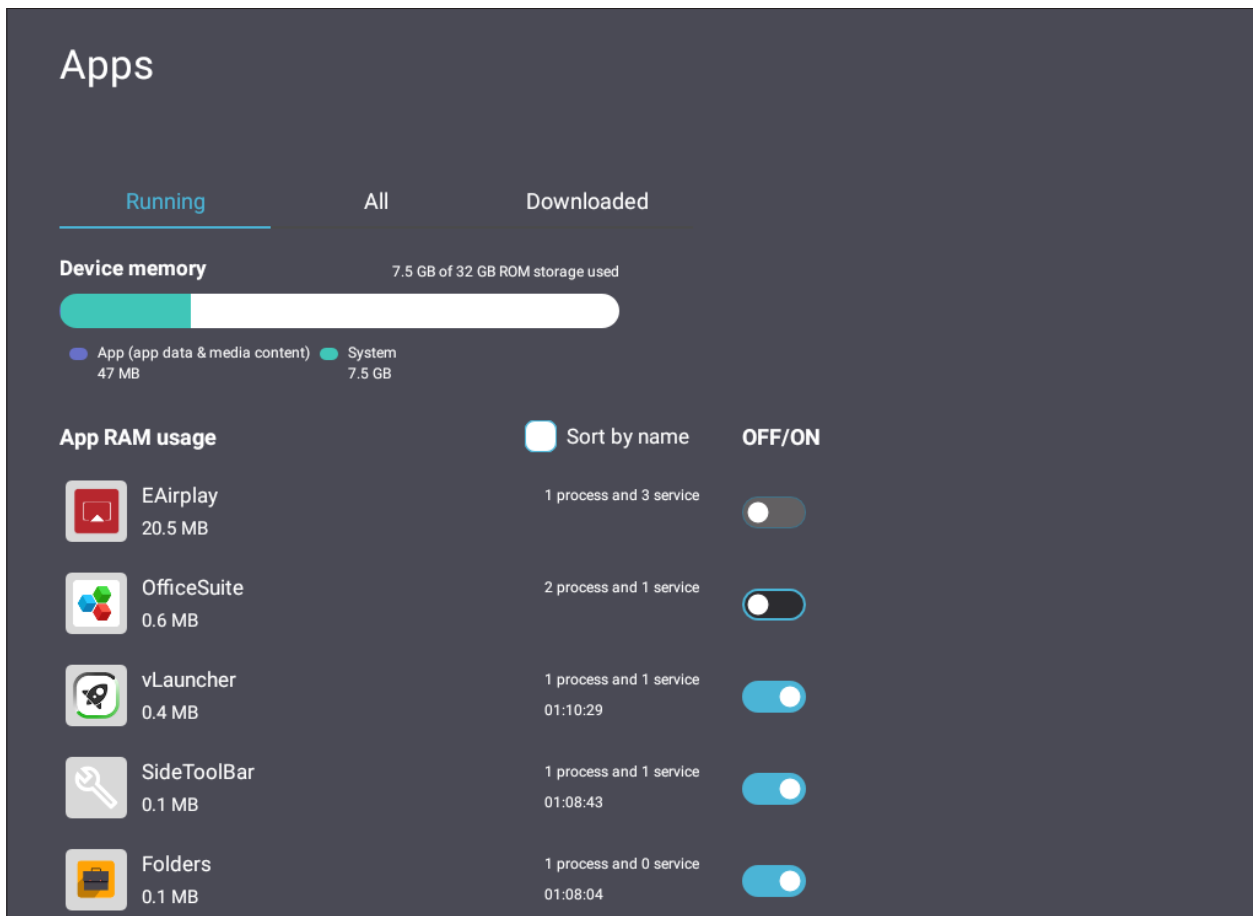 Apps
Running All Downloaded
Device memory 7.5 GB of 32 GB ROM storage used
App (app data & media content) System
47 MB 7.5 GB
App RAM usage Sort by name OFF/ON
EAirplay 1 process and 3 service
20.5 MB
OfficeSuite 2 process and 1 service
0.6 MB
vLauncher 1 process and 1 service
0.4 MB 01:10:29
SideToolBar 1 process and 1 service
0.1 MB 01:08:43
Folders 1 process and 0 service
0.1 MB 01:08:04